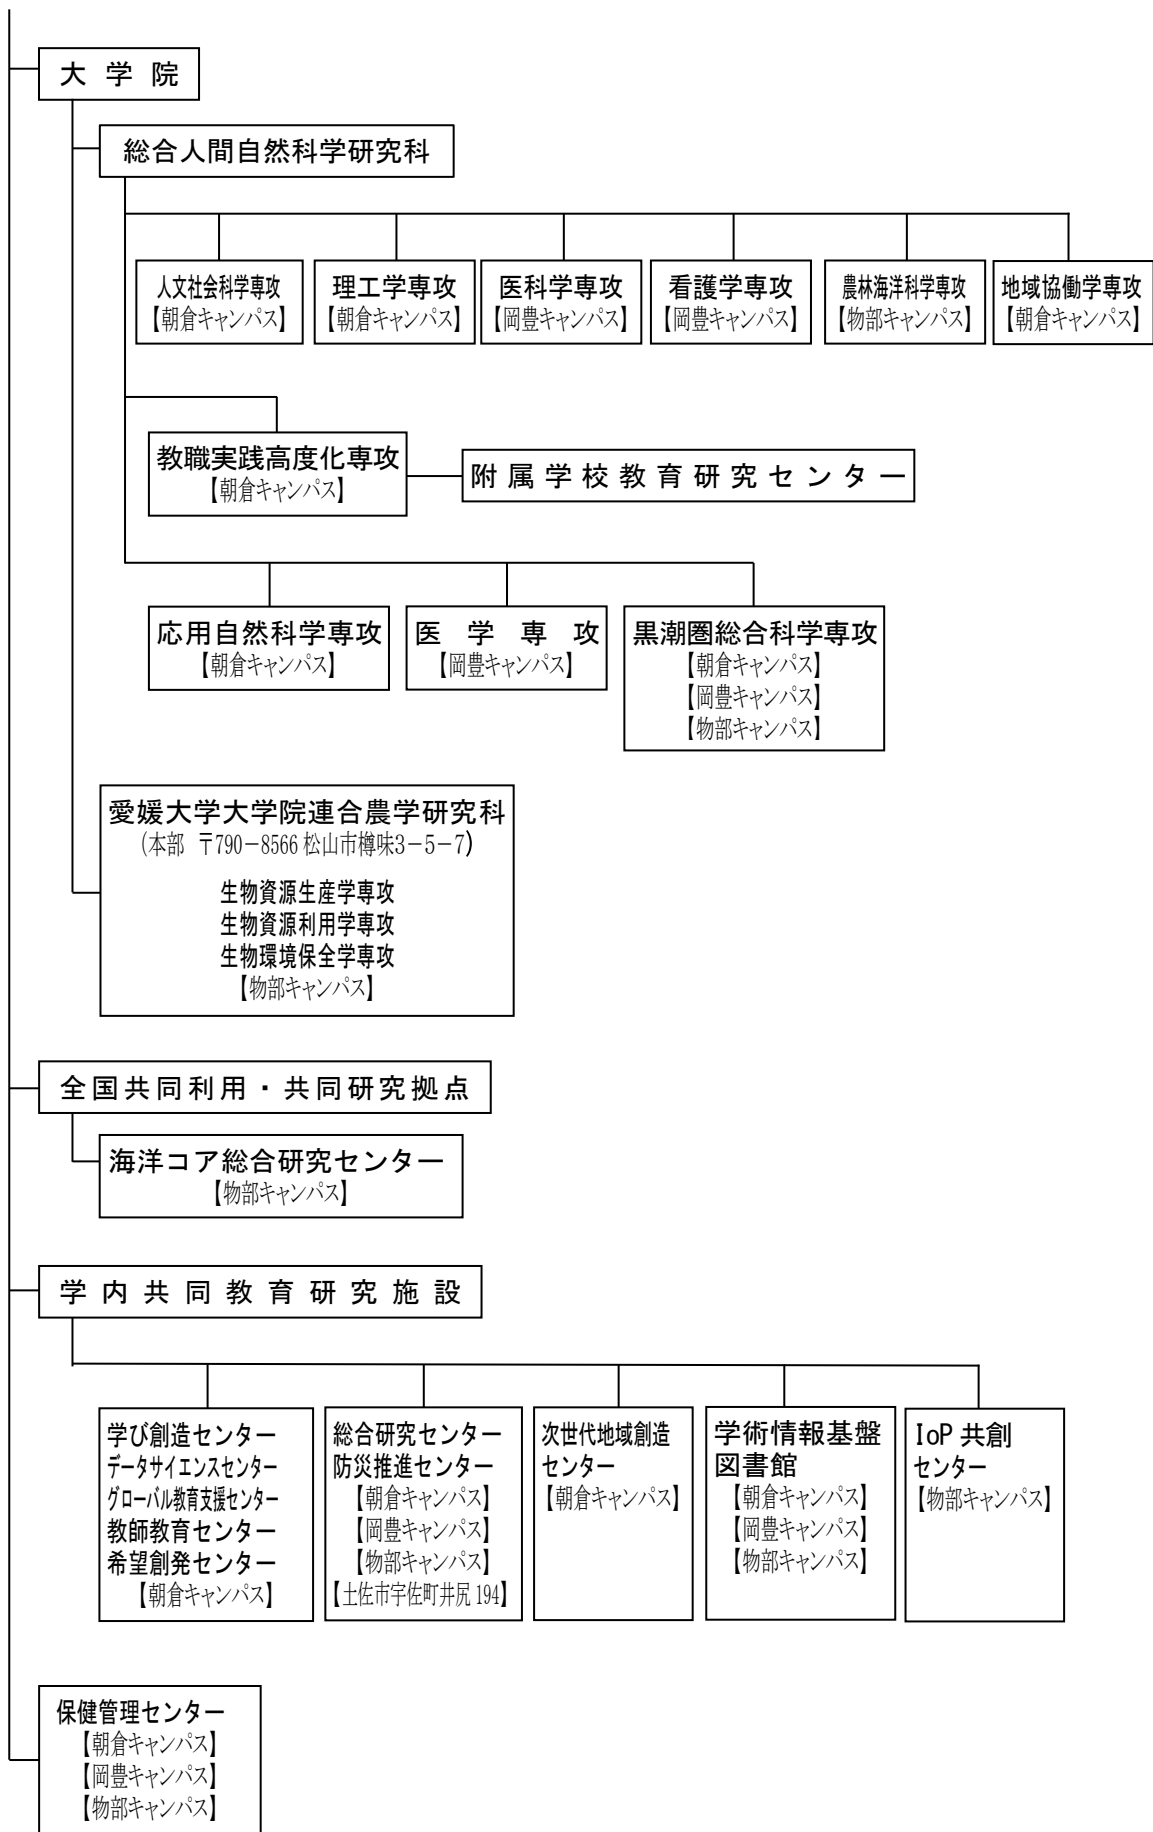 大学院
総合人間自然科学研究科
人文社会科学専攻
【朝倉キャンパス】
理工学専攻
【朝倉キャンパス】
医科学専攻
【岡豊キャンパス】
看護学専攻
【岡豊キャンパス】
農林海洋科学専攻
【物部キャンパス】
地域協働学専攻
【朝倉キャンパス】
教職実践高度化専攻
【朝倉キャンパス】
附属学校教育研究センター
応用自然科学専攻
【朝倉キャンパス】
医学専攻
【岡豊キャンパス】
黒潮圏総合科学専攻
【朝倉キャンパス】
【岡豊キャンパス】
【物部キャンパス】
愛媛大学大学院連合農学研究科
(本部 〒790-8566 松山市樽味3-5-7)
生物資源生産学専攻
生物資源利用学専攻
生物環境保全学専攻
【物部キャンパス】
全国共同利用・共同研究拠点
海洋コア総合研究センター
【物部キャンパス】
学内共同教育研究施設
学び創造センター
データサイエンスセンター
グローバル教育支援センター
教師教育センター
希望創発センター
【朝倉キャンパス】
総合研究センター
防災推進センター
【朝倉キャンパス】
【岡豊キャンパス】
【物部キャンパス】
【土佐市宇佐町井尻 194】
次世代地域創造
センター
【朝倉キャンパス】
学術情報基盤
図書館
【朝倉キャンパス】
【岡豊キャンパス】
【物部キャンパス】
IoP 共創
センター
【物部キャンパス】
保健管理センター
【朝倉キャンパス】
【岡豊キャンパス】
【物部キャンパス】